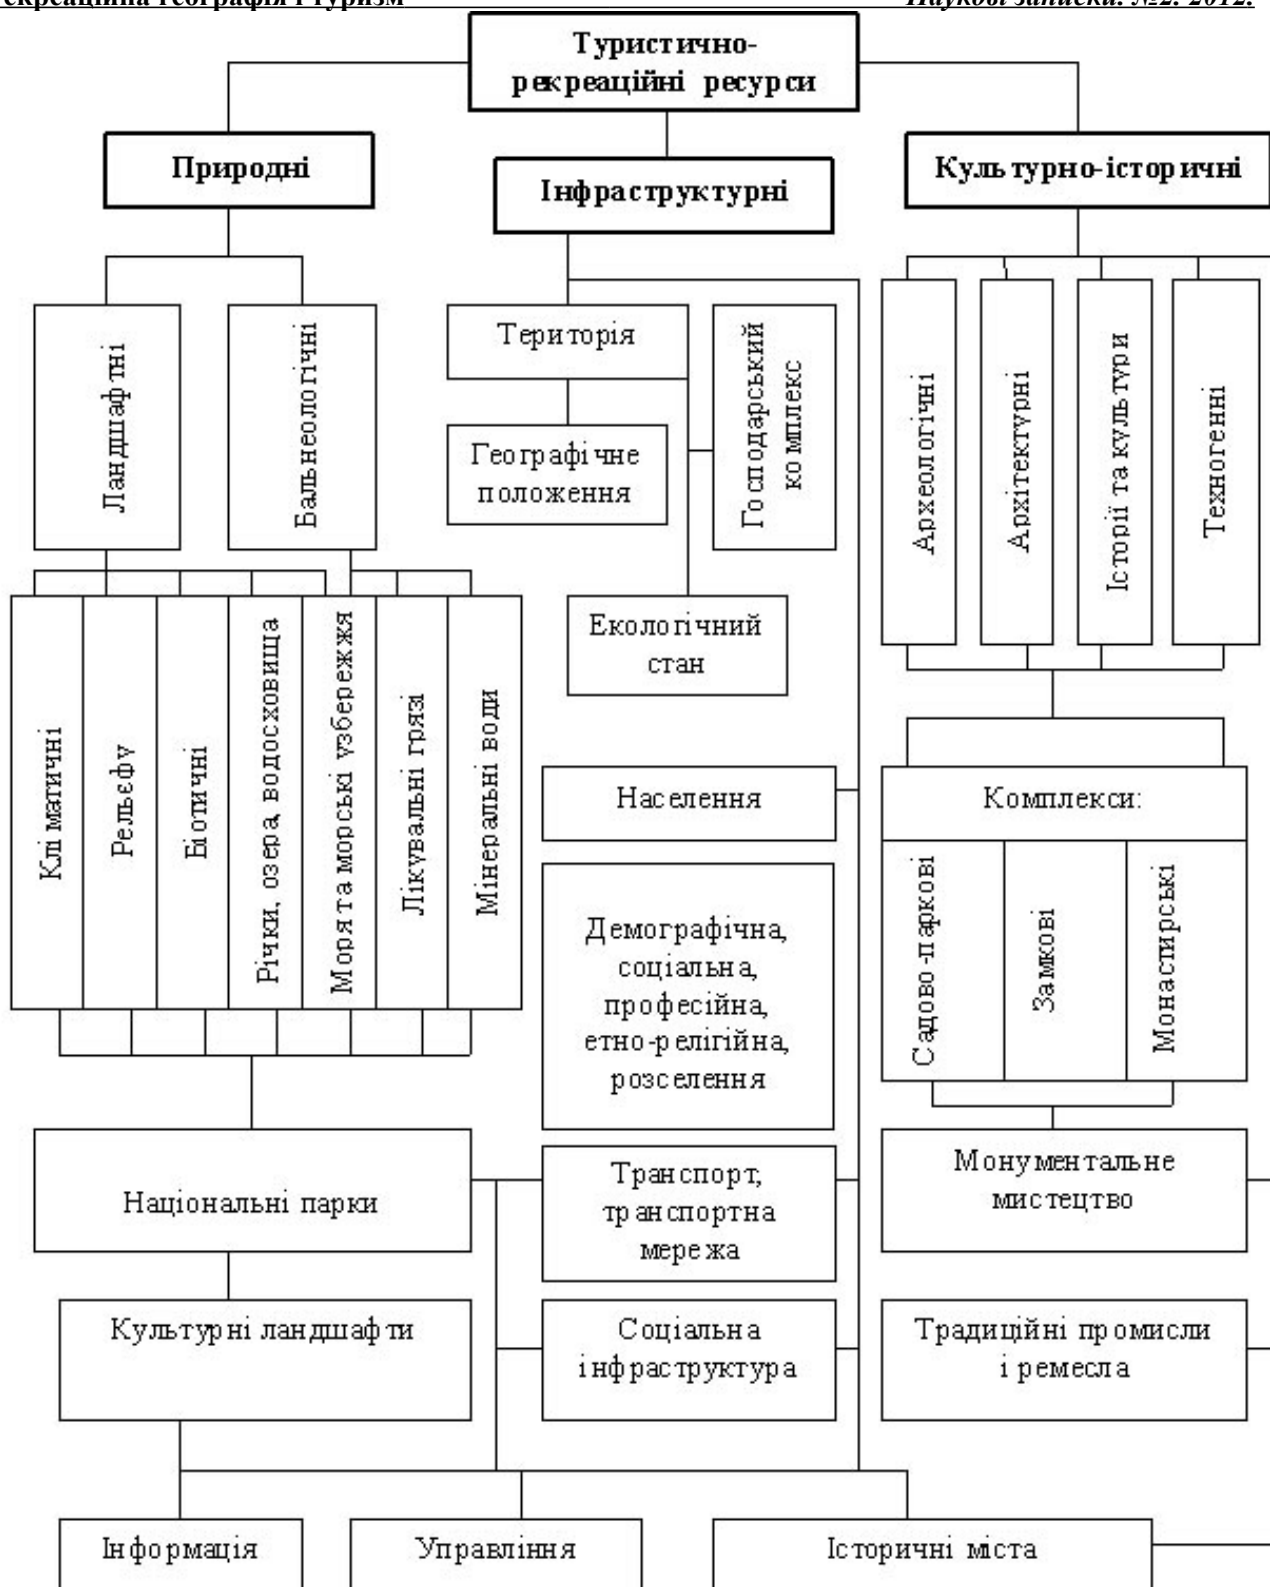 екреаційна географія і туризм
Наукові записки. №2. 2012.
Туристично-
рекреаційні ресурси
Природні
Інфраструктурні
Культурно-історичні
Ландшафтні
Бальнеологічні
Територія
Географічне
положення
Господарський
комплекс
Екологічний
стан
Археологічні
Архітектурні
Історії та культури
Техногенні
Кліматичні
Рельєфу
Біотичні
Річки, озера, водосховища
Моря та морські узбережжя
Лікувальні грязі
Мінеральні води
Населення
Демографічна,
соціальна,
професійна,
етно-релігійна,
розселення
Комплекси:
Садово-паркові
Замкові
Монастирські
Національні парки
Транспорт,
транспортна
мережа
Монументальне
мистецтво
Культурні ландшафти
Соціальна
інфраструктура
Традиційні промисли
і ремесла
Інформація
Управління
Історичні міста